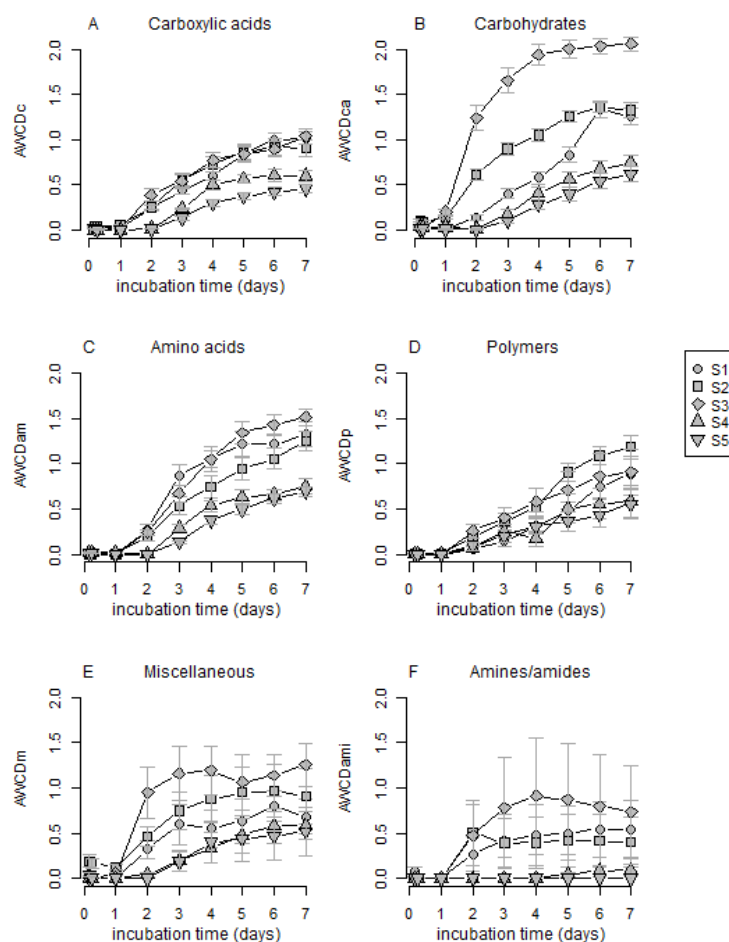 A Carboxylic acids
AWCDc
2.0
1.5
1.0
0.5
0.0
0 1 2 3 4 5 6 7
incubation time (days)
B Carbohydrates
AWCDca
2.0
1.5
1.0
0.5
0.0
0 1 2 3 4 5 6 7
incubation time (days)
C Amino acids
AWCDam
2.0
1.5
1.0
0.5
0.0
0 1 2 3 4 5 6 7
incubation time (days)
D Polymers
AWCDp
2.0
1.5
1.0
0.5
0.0
0 1 2 3 4 5 6 7
incubation time (days)
S1
S2
S3
S4
S5
E Miscellaneous
AWCDm
2.0
1.5
1.0
0.5
0.0
0 1 2 3 4 5 6 7
incubation time (days)
F Amines/amides
AWCDami
2.0
1.5
1.0
0.5
0.0
0 1 2 3 4 5 6 7
incubation time (days)